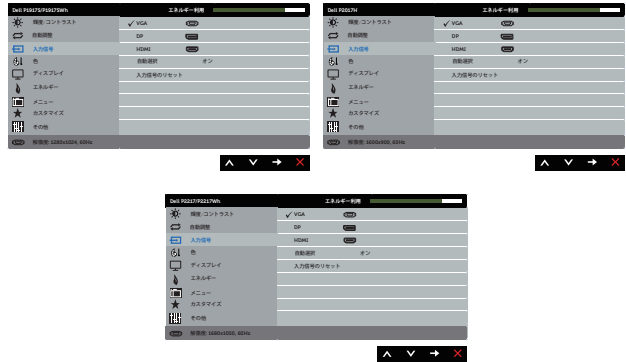 Dell P1917S/P1917SWh エネルギー利用
輝度/コントラスト ✓ VGA
自動調整 DP
入力信号 HDMI
色 自動選択 オン
ディスプレイ 入力信号のリセット
エネルギー
メニュー
カスタマイズ
その他
解像度: 1280x1024, 60Hz
Dell P2017H エネルギー利用
輝度/コントラスト ✓ VGA
自動調整 DP
入力信号 HDMI
色 自動選択 オン
ディスプレイ 入力信号のリセット
エネルギー
メニュー
カスタマイズ
その他
解像度: 1600x900, 60Hz
Dell P2217/P2217Wh エネルギー利用
輝度/コントラスト ✓ VGA
自動調整 DP
入力信号 HDMI
色 自動選択 オン
ディスプレイ 入力信号のリセット
エネルギー
メニュー
カスタマイズ
その他
解像度: 1680x1050, 60Hz